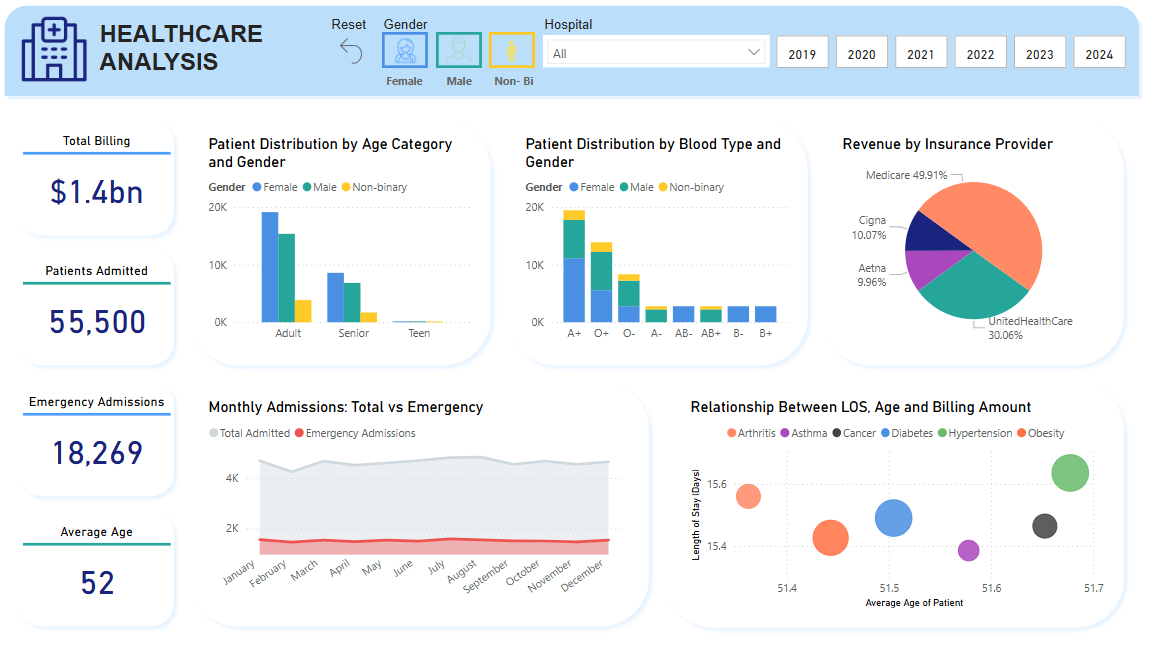 HEALTHCARE
ANALYSIS
Reset
Gender
Female
Male
Non- Bi
Hospital
All
2019
2020
2021
2022
2023
2024
Total Billing
$1.4bn
Patients Admitted
55,500
Emergency Admissions
18,269
Average Age
52
Patient Distribution by Age Category
and Gender
Gender Female Male Non-binary
20K
10K
0K
Adult Senior Teen
Patient Distribution by Blood Type and
Gender
Gender Female Male Non-binary
20K
10K
0K
A+ O+ O- A- AB- AB+ B- B+
Revenue by Insurance Provider
Medicare 49.91%
Cigna
10.07%
Aetna
9.96%
UnitedHealthCare
30.06%
Monthly Admissions: Total vs Emergency
Total Admitted Emergency Admissions
4K
2K
January February March April May June July August September October November December
Relationship Between LOS, Age and Billing Amount
Arthritis Asthma Cancer Diabetes Hypertension Obesity
Length of Stay (Days)
15.6
15.4
51.4 51.5 51.6 51.7
Average Age of Patient